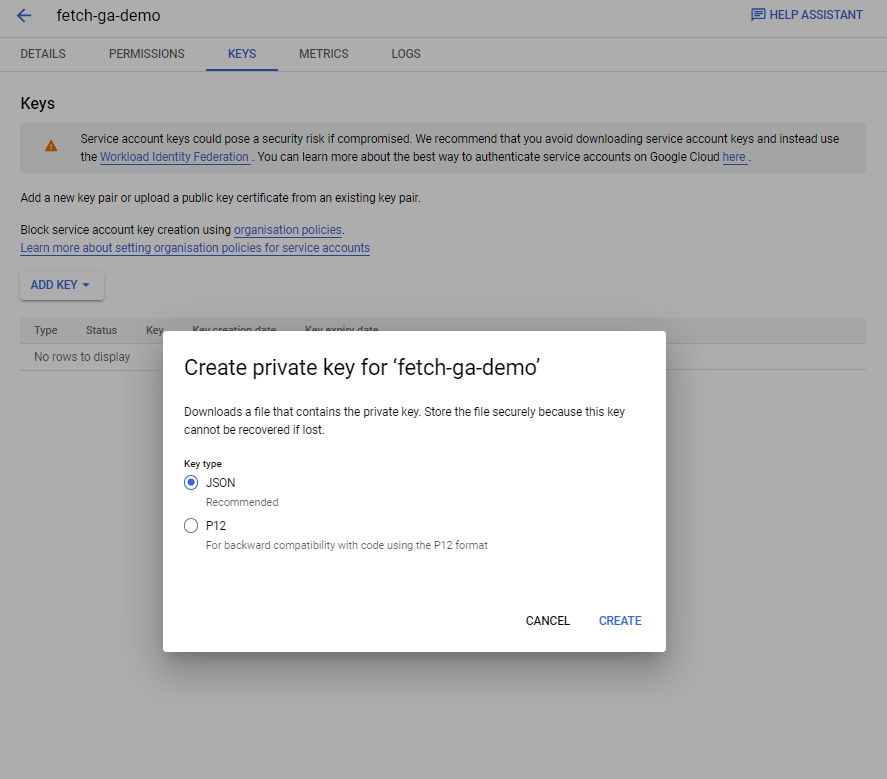 fetch-ga-demo
HELP ASSISTANT
DETAILS PERMISSIONS KEYS METRICS LOGS
Keys
Service account keys could pose a security risk if compromised. We recommend that you avoid downloading service account keys and instead use
the Workload Identity Federation . You can learn more about the best way to authenticate service accounts on Google Cloud here .
Add a new key pair or upload a public key certificate from an existing key pair.
Block service account key creation using organisation policies.
Learn more about setting organisation policies for service accounts
ADD KEY
Type Status Key Key creation date Key expiry date
No rows to display
Create private key for ‘fetch-ga-demo’
Downloads a file that contains the private key. Store the file securely because this key
cannot be recovered if lost.
Key type
JSON
Recommended
P12
For backward compatibility with code using the P12 format
CANCEL CREATE